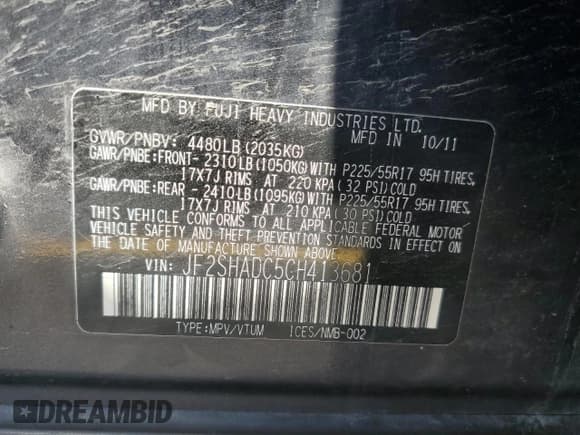 MFD BY FUJI HEAVY INDUSTRIES LTD.
MFD IN 10/11
GVWR/PNBV: 4480LB(2035KG)
GAWR/PNBE:FRONT- 2310LB(1050KG)WITH P225/55R17 95H TIRES,
17X7J RIMS AT 220 KPA(32 PSI)COLD
GAWR/PNBE:REAR - 2410LB(1095KG)WITH P225/55R17 95H TIRES,
17X7J RIMS AT 210 KPA(30 PSI)COLD
THIS VEHICLE CONFORMS TO ALL APPLICABLE FEDERAL MOTOR
VEHICLE SAFETY AND THEFT PREVENTION STANDARDS IN EFFECT ON
THE DATE OF MANUFACTURE SHOWN ABOVE.
VIN: JF2SHADC5CH413681
TYPE:MPV/VTUM ICES/NMB-002
DREAMBID